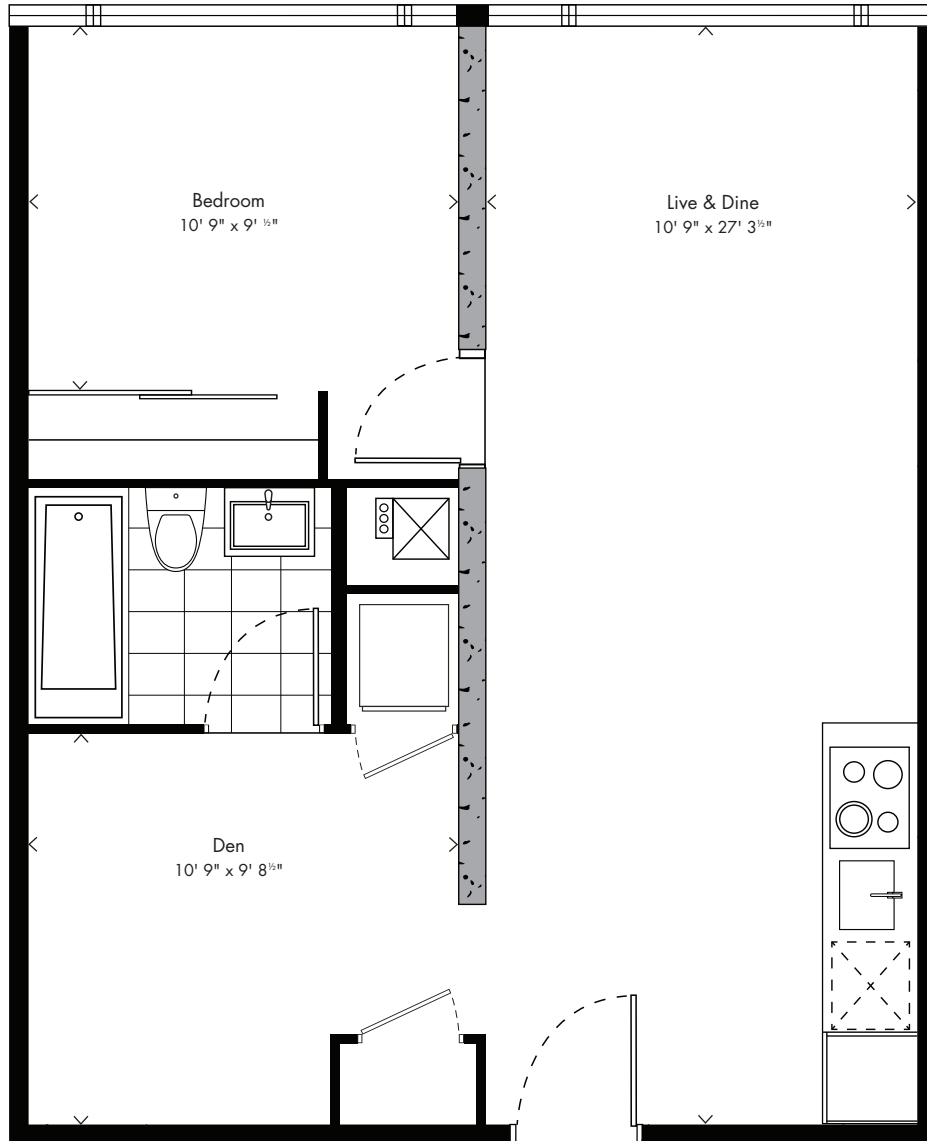 Bedroom
10' 9" x 9' ½"
Live & Dine
10' 9" x 27' 3½"
Den
10' 9" x 9' 8½"